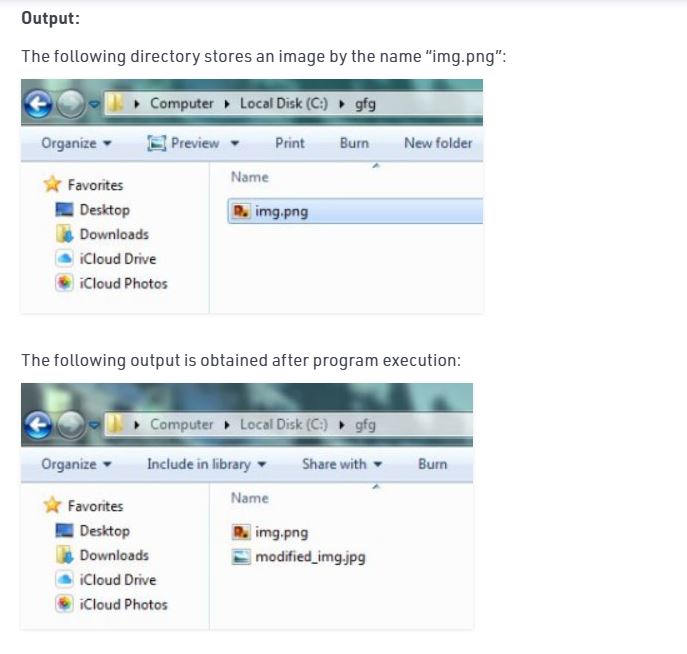 Output:
The following directory stores an image by the name “img.png”:
Computer Local Disk (C:) gfg
Organize Preview Print Burn New folder
Favorites
Desktop
Downloads
iCloud Drive
iCloud Photos
Name
img.png
The following output is obtained after program execution:
Computer Local Disk (C:) gfg
Organize Include in library Share with Burn
Favorites
Desktop
Downloads
iCloud Drive
iCloud Photos
Name
img.png
modified_img.jpg